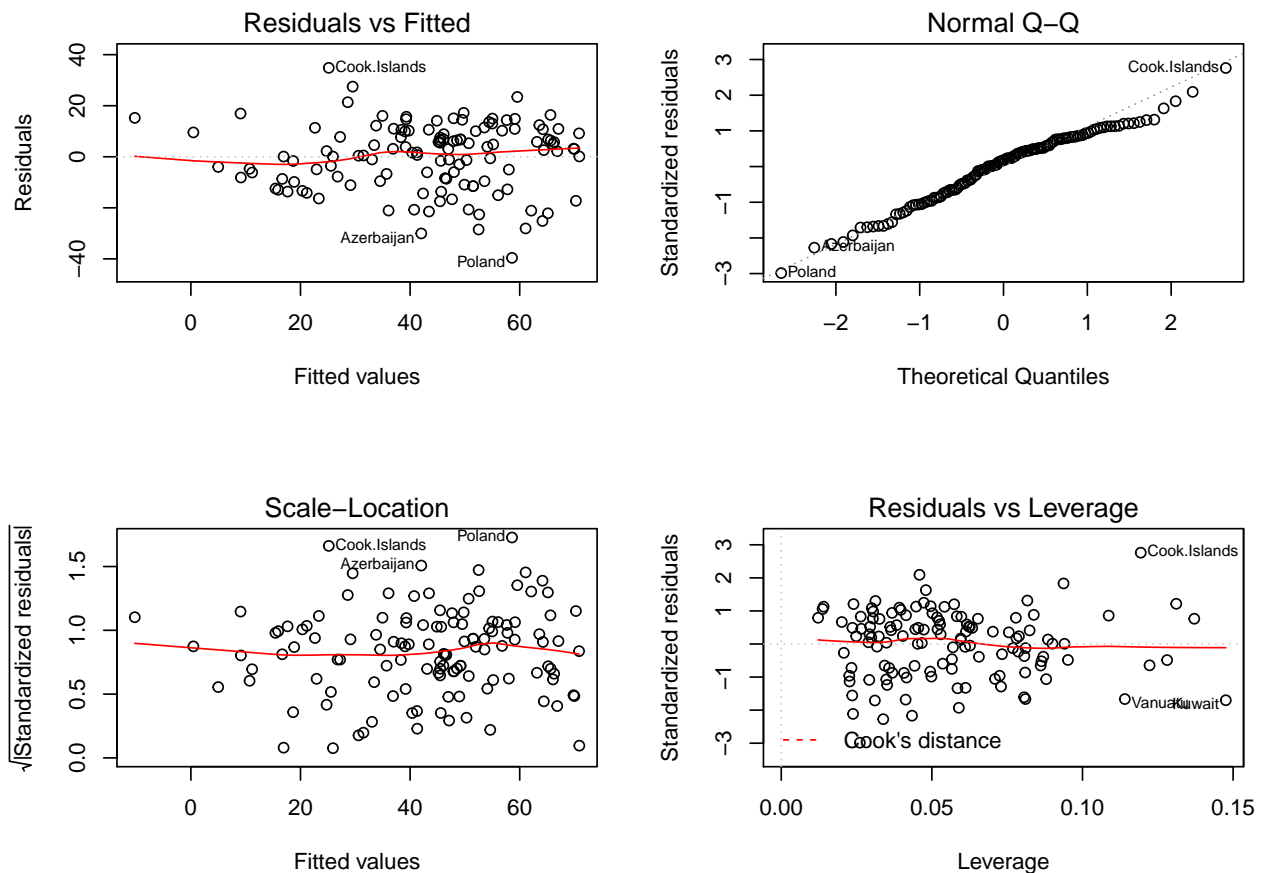 Residuals vs Fitted
Residuals
40
20
0
−40
Cook.Islands
Azerbaijan
Poland
0 20 40 60
Fitted values
Normal Q−Q
Standardized residuals
3
2
1
−1
−3
Cook.Islands
Azerbaijan
Poland
−2 −1 0 1 2
Theoretical Quantiles
Scale−Location
√|Standardized residuals|
1.5
1.0
0.5
0.0
Poland
Cook.Islands
Azerbaijan
0 20 40 60
Fitted values
Residuals vs Leverage
Standardized residuals
3
2
1
−1
−3
Cook.Islands
Vanuatu Kuwait
Cook's distance
0.00 0.05 0.10 0.15
Leverage